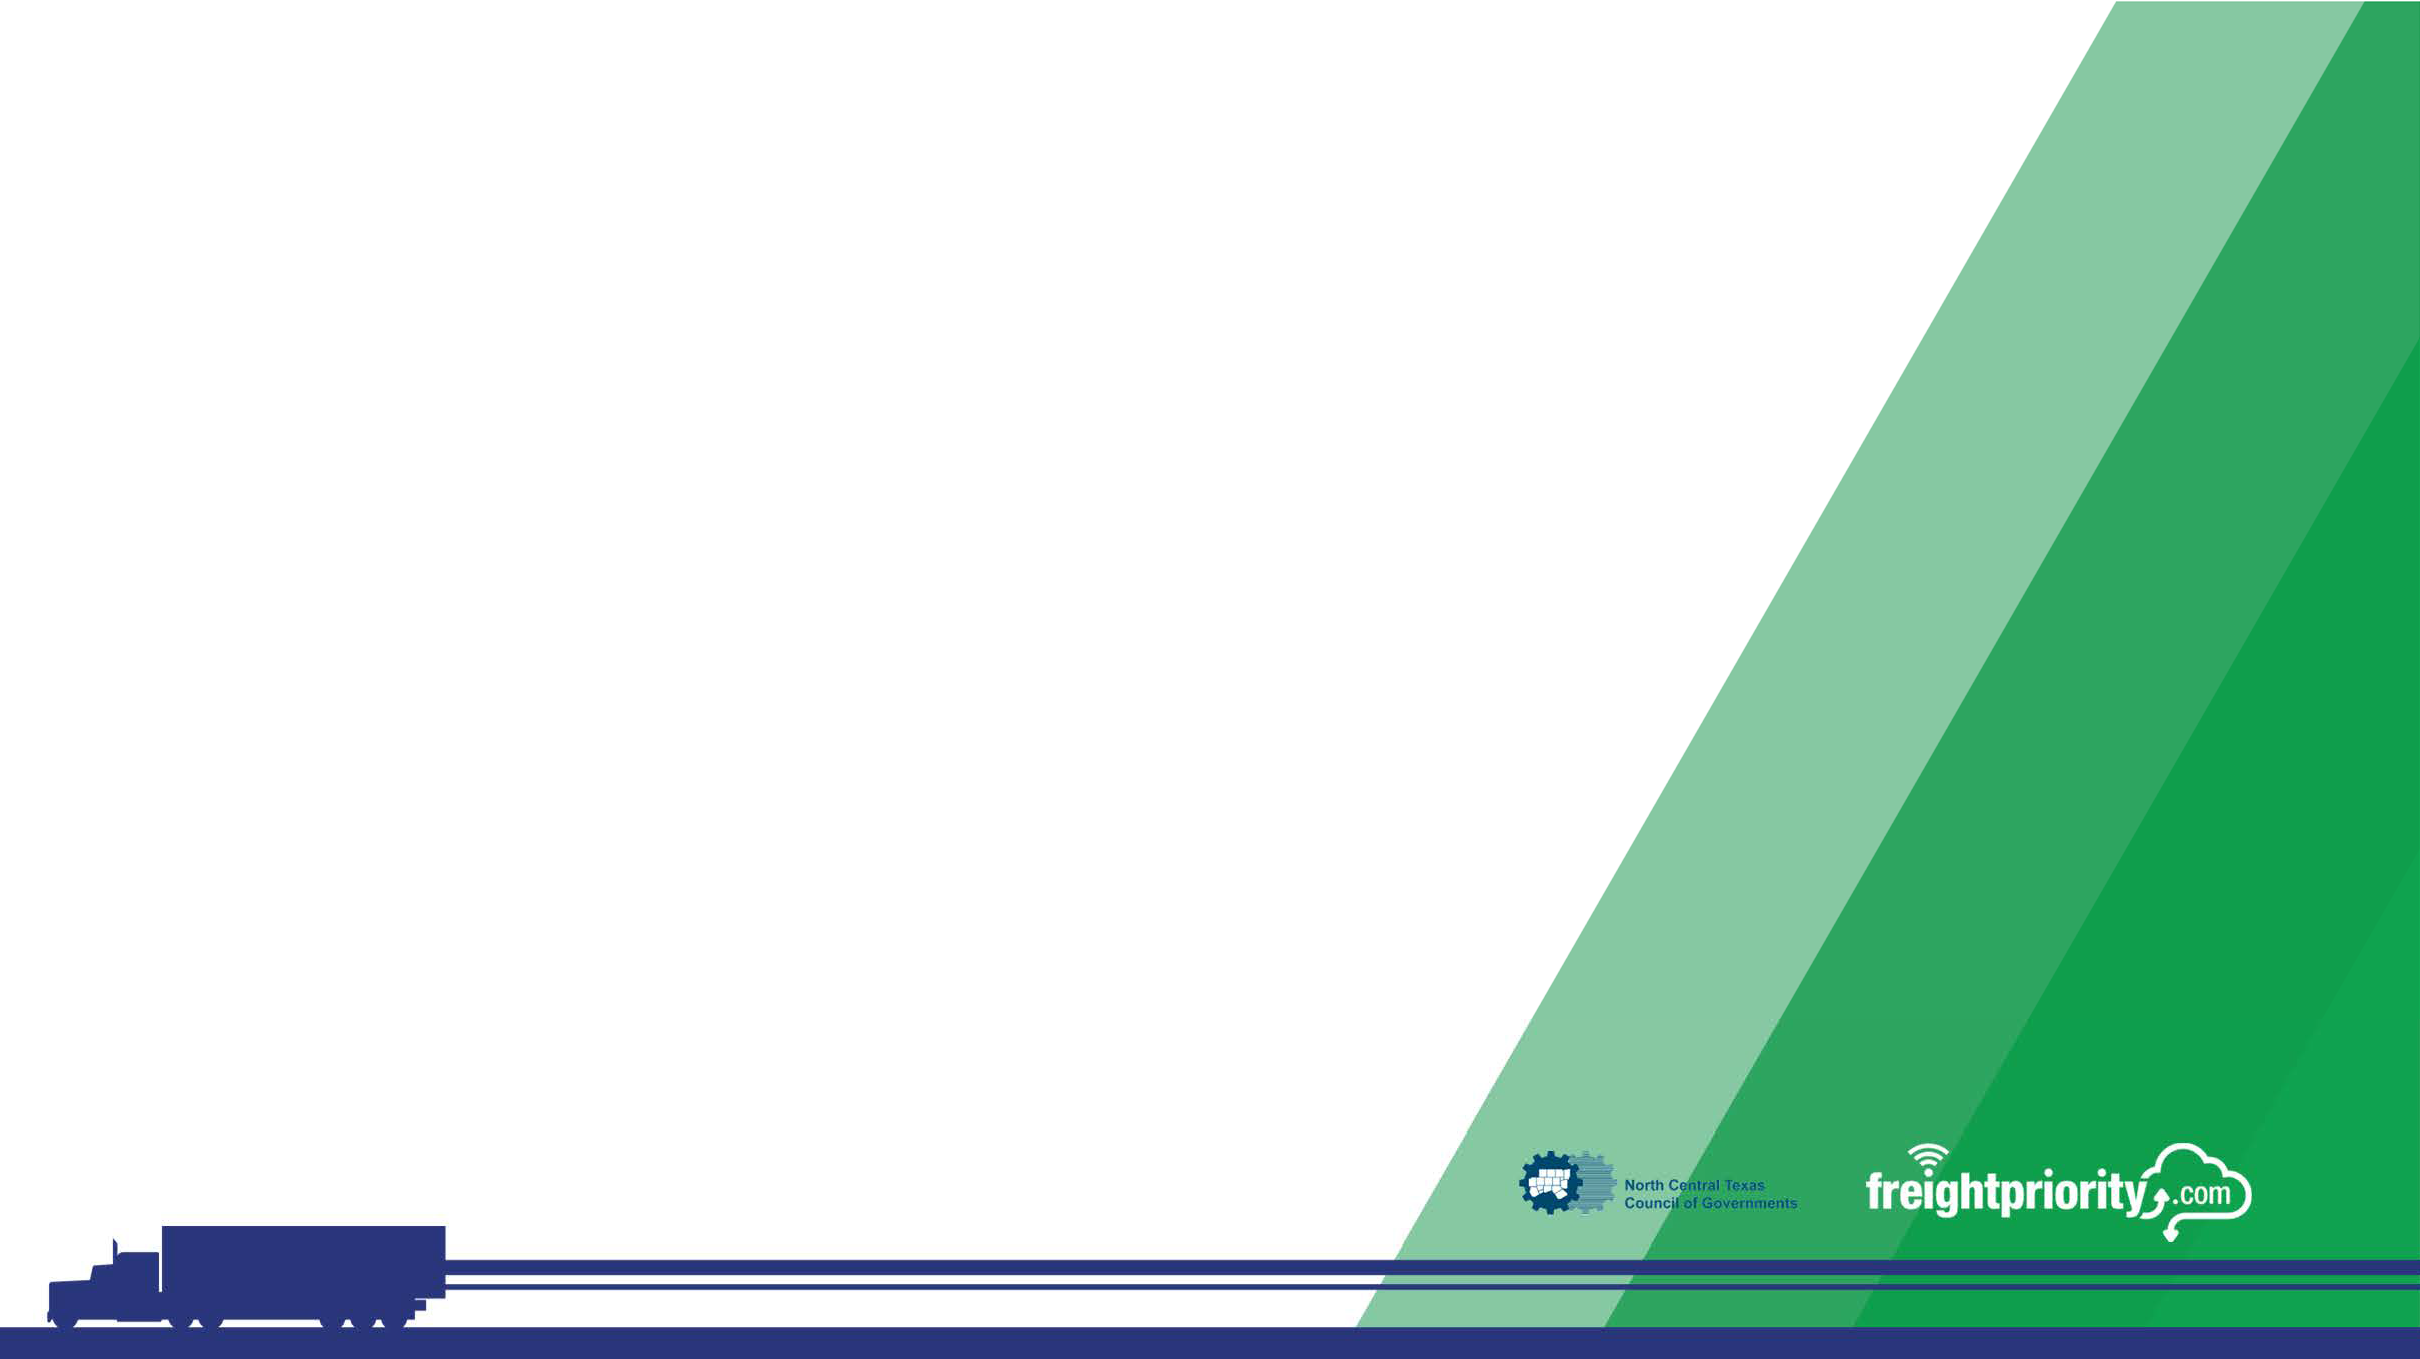 North Central Texas
Council of Governments
freightpriority.com